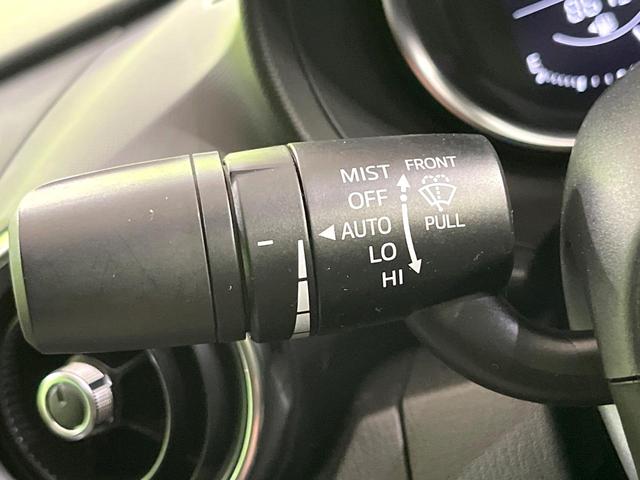 MIST FRONT
OFF
AUTO PULL
LO
HI
E